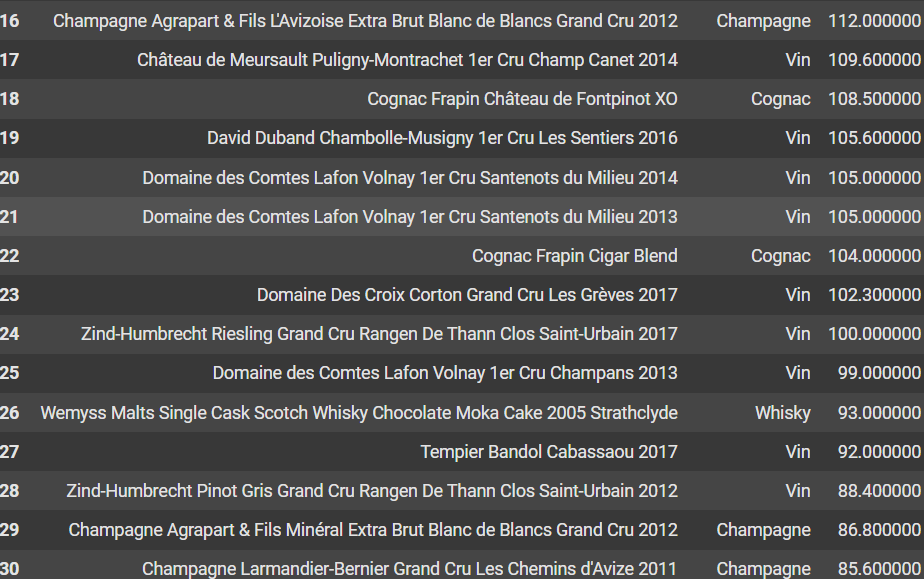 16 Champagne Agrapart & Fils L'Avizoise Extra Brut Blanc de Blancs Grand Cru 2012 Champagne 112.000000
17 Château de Meursault Puligny-Montrachet 1er Cru Champ Canet 2014 Vin 109.600000
18 Cognac Frapin Château de Fontpinot XO Cognac 108.500000
19 David Duband Chambolle-Musigny 1er Cru Les Sentiers 2016 Vin 105.600000
20 Domaine des Comtes Lafon Volnay 1er Cru Santenots du Milieu 2014 Vin 105.000000
21 Domaine des Comtes Lafon Volnay 1er Cru Santenots du Milieu 2013 Vin 105.000000
22 Cognac Frapin Cigar Blend Cognac 104.000000
23 Domaine Des Croix Corton Grand Cru Les Grèves 2017 Vin 102.300000
24 Zind-Humbrecht Riesling Grand Cru Rangen De Thann Clos Saint-Urbain 2017 Vin 100.000000
25 Domaine des Comtes Lafon Volnay 1er Cru Champans 2013 Vin 99.000000
26 Wemyss Malts Single Cask Scotch Whisky Chocolate Moka Cake 2005 Strathclyde Whisky 93.000000
27 Tempier Bandol Cabassaou 2017 Vin 92.000000
28 Zind-Humbrecht Pinot Gris Grand Cru Rangen De Thann Clos Saint-Urbain 2012 Vin 88.400000
29 Champagne Agrapart & Fils Minéral Extra Brut Blanc de Blancs Grand Cru 2012 Champagne 86.800000
30 Champagne Larmandier-Bernier Grand Cru Les Chemins d'Avize 2011 Champagne 85.600000